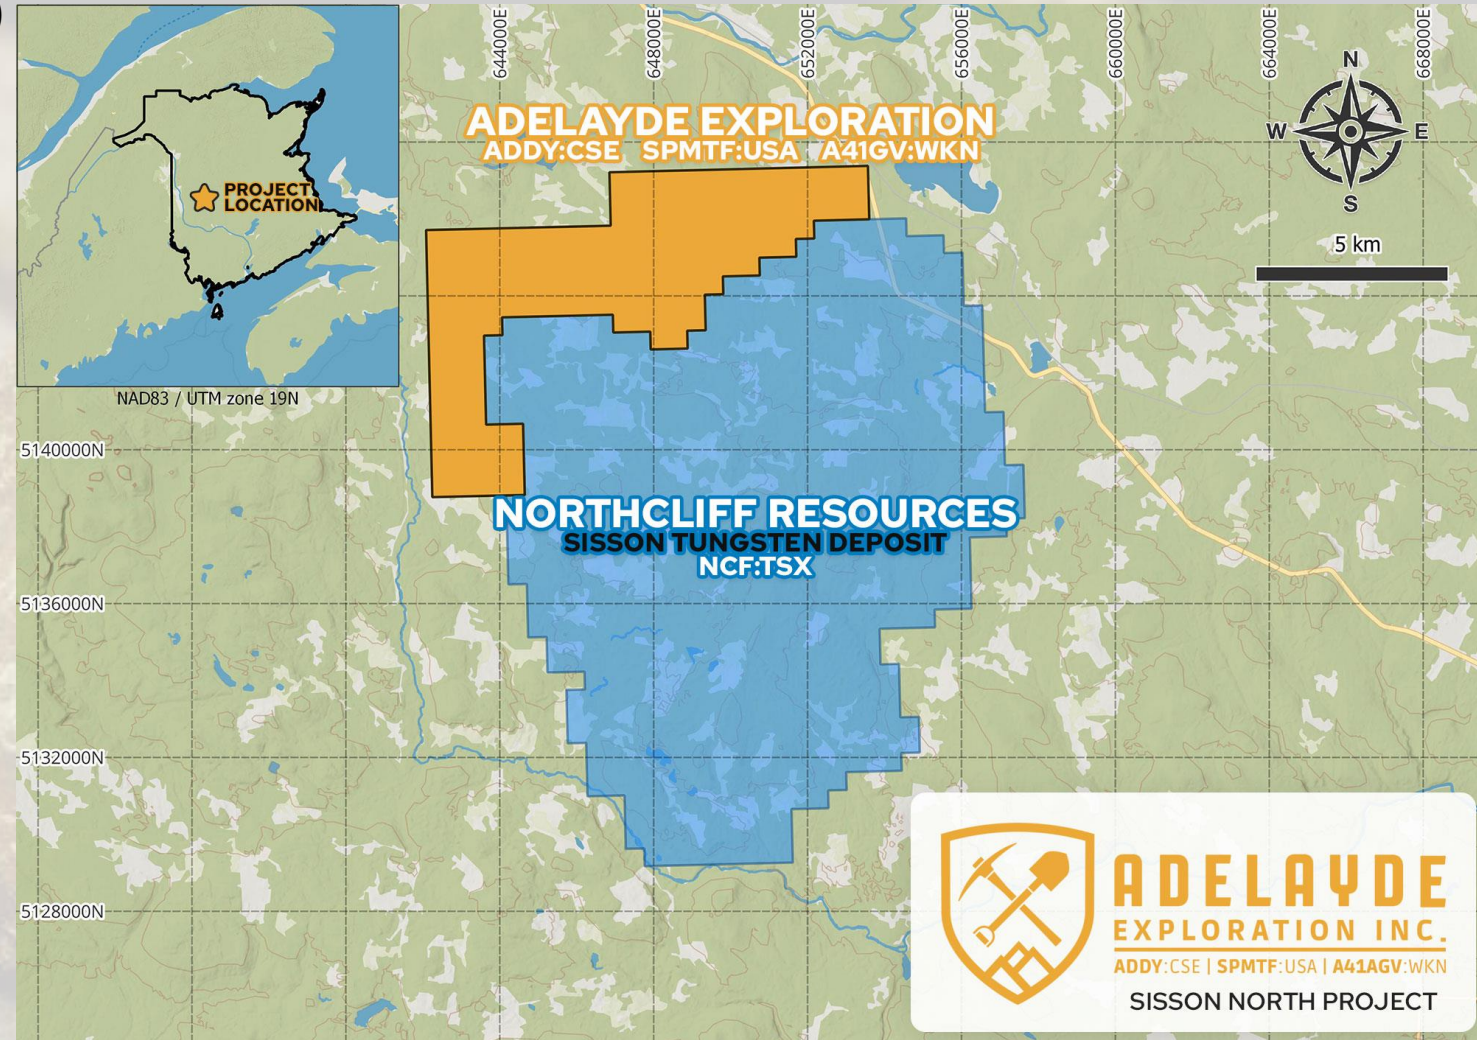 644000E
648000E
652000E
656000E
660000E
664000E
668000E
ADELAYDE EXPLORATION
ADDY:CSE SPMTF:USA A41GV:WKN
N
W
E
S
5 km
PROJECT
LOCATION
NAD83 / UTM zone 19N
5140000N
5136000N
5132000N
5128000N
NORTHCLIFF RESOURCES
SISSON TUNGSTEN DEPOSIT
NCF:TSX
ADELAYDE
EXPLORATION INC.
ADDY:CSE | SPMTF:USA | A41AGV:WKN
SISSON NORTH PROJECT